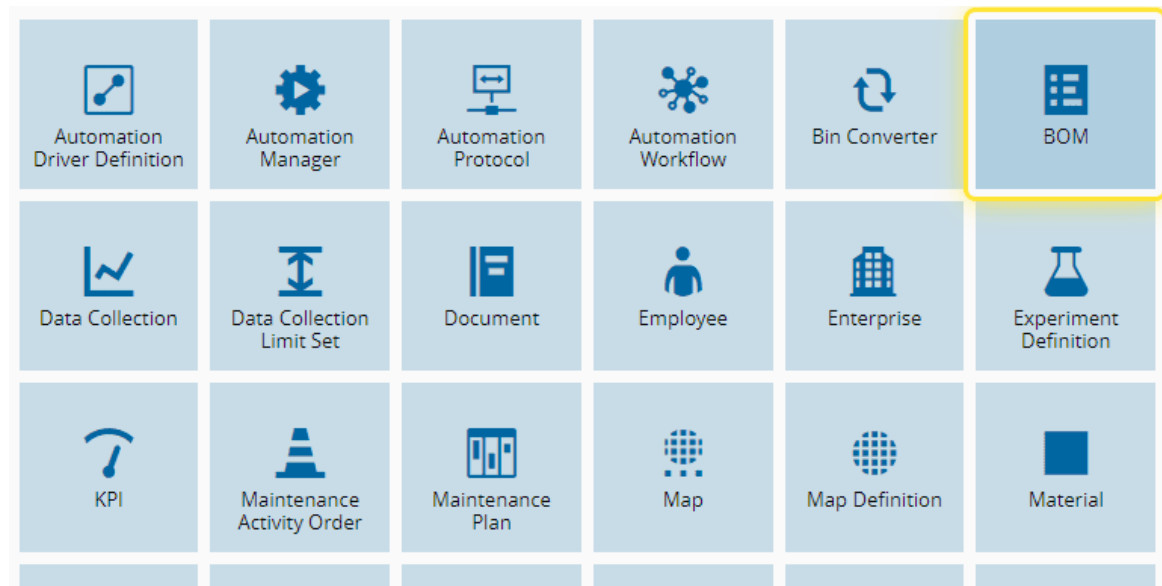 Automation
Driver Definition
Automation
Manager
Automation
Protocol
Automation
Workflow
Bin Converter
BOM
Data Collection
Data Collection
Limit Set
Document
Employee
Enterprise
Experiment
Definition
KPI
Maintenance
Activity Order
Maintenance
Plan
Map
Map Definition
Material